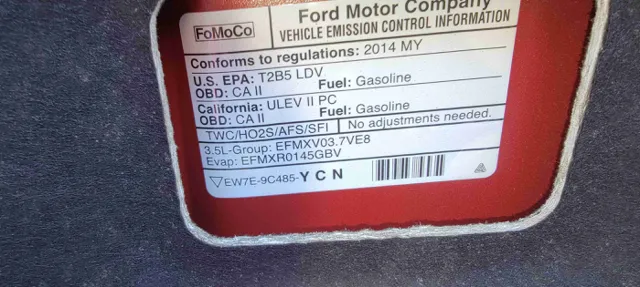 FoMoCo
Ford Motor Company
VEHICLE EMISSION CONTROL INFORMATION
Conforms to regulations: 2014 MY
U.S. EPA: T2B5 LDV
OBD: CA II Fuel: Gasoline
California: ULEV II PC
OBD: CA II Fuel: Gasoline
TWC/HO2S/AFS/SFI No adjustments needed.
3.5L-Group: EFMXV03.7VE8
Evap: EFMXR0145GBV
EW7E-9C485-YCN